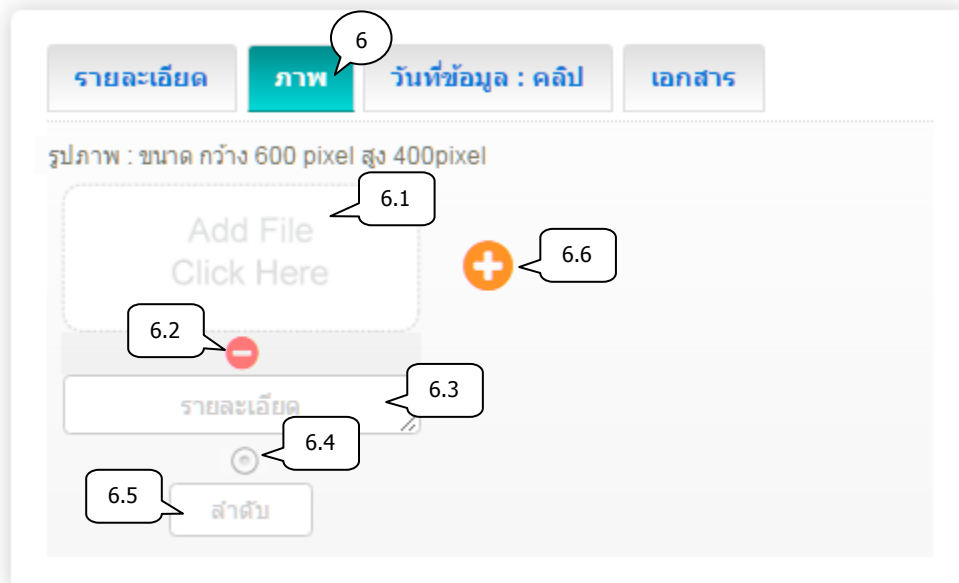 6
รายละเอียด ภาพ วันที่ข้อมูล : คลิป เอกสาร
รูปภาพ : ขนาด กว้าง 600 pixel สูง 400pixel
6.1
Add File
Click Here
6.6
6.2
6.3
รายละเอียด
6.4
6.5
ลำดับ